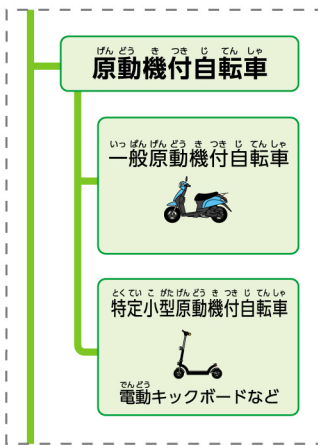 げんどうきつきじてんしゃ
原動機付自転車
いっぱんげんどうきつきじてんしゃ
一般原動機付自転車
とくていこがたげんどうきつきじてんしゃ
特定小型原動機付自転車
でんどう
電動キックボードなど